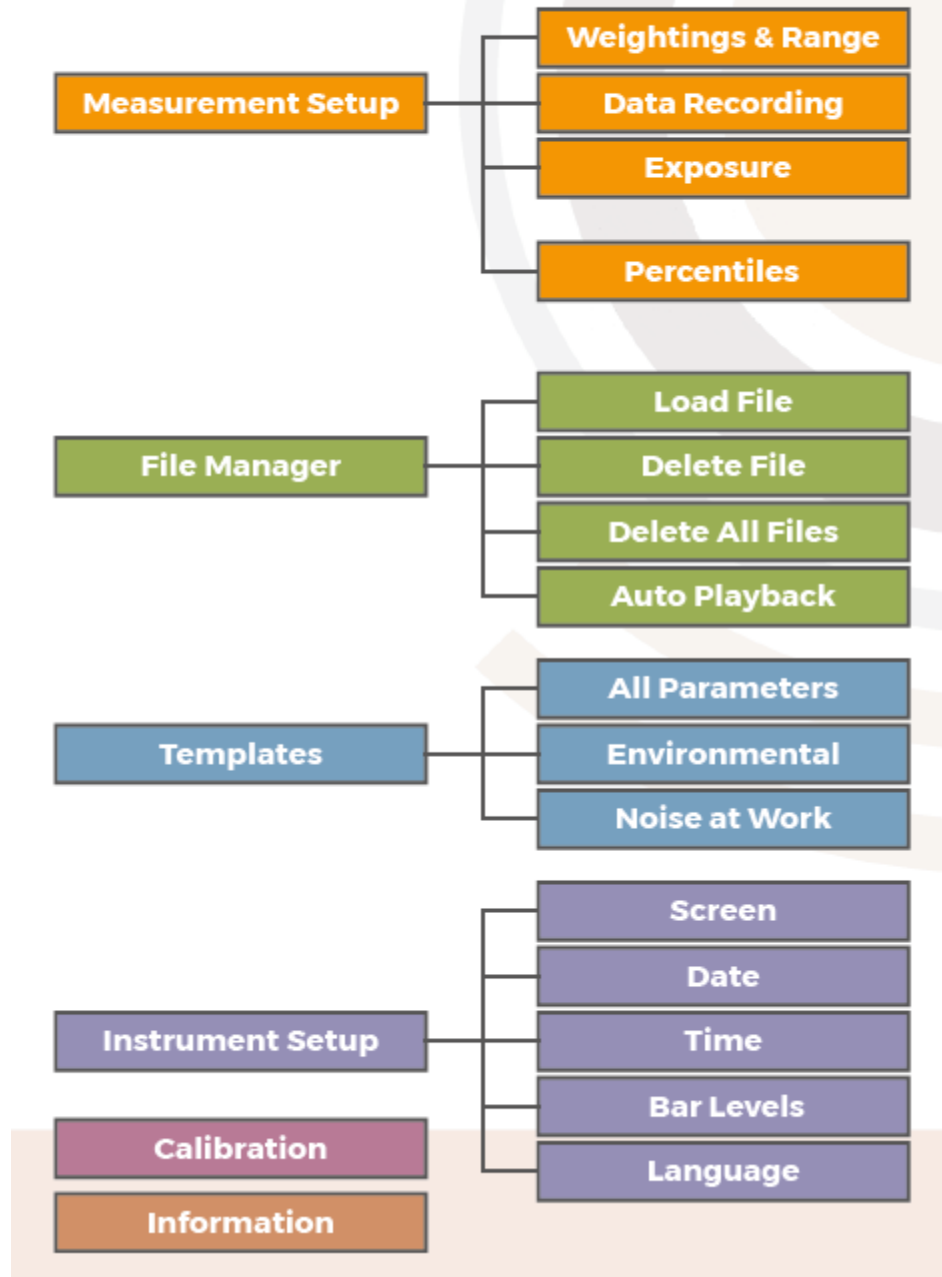 Measurement Setup
Weightings & Range
Data Recording
Exposure
Percentiles
File Manager
Load File
Delete File
Delete All Files
Auto Playback
Templates
All Parameters
Environmental
Noise at Work
Instrument Setup
Screen
Date
Time
Bar Levels
Language
Calibration
Information